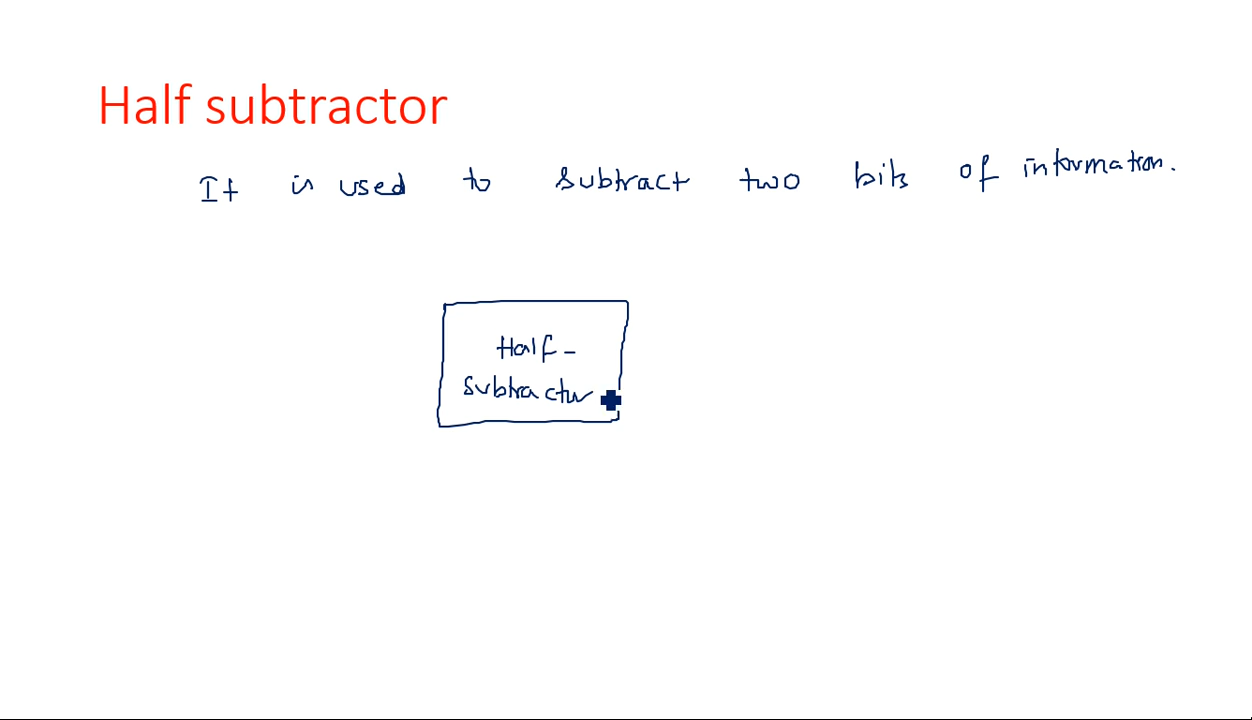 Half subtractor
It is used to subtract two bits of information.
Half-
subtractor